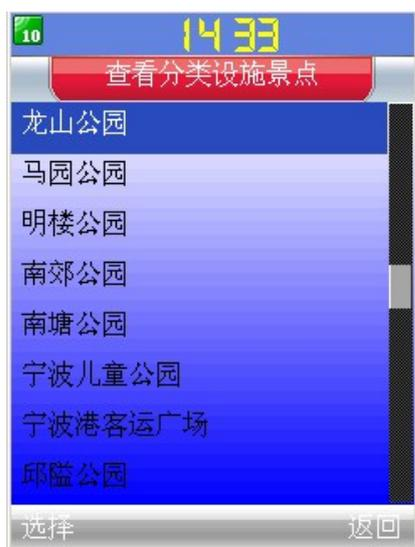 10
14 33
查看分类设施景点
龙山公园
马园公园
明楼公园
南郊公园
南塘公园
宁波儿童公园
宁波港客运广场
邱隘公园
选择 返回